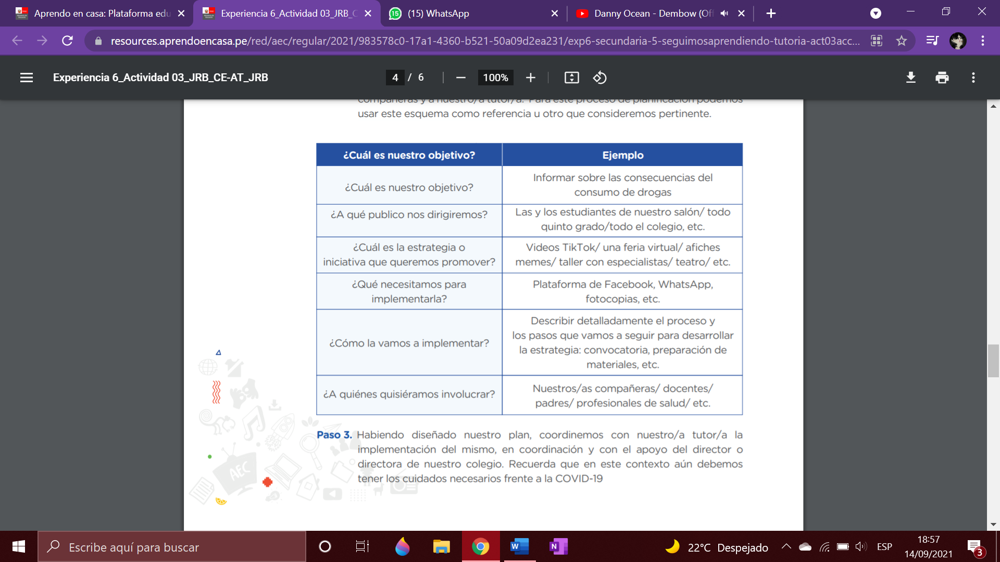 Aprendo en casa: Plataforma edu
Experiencia 6_Actividad 03_JRB_C
15
(15) WhatsApp
Danny Ocean - Dembow (Of
resources.aprendoencasa.pe/red/aec/regular/2021/983578c0-17a1-4360-b521-50a09d2ea231/exp6-secundaria-5-seguimosaprendiendo-tutoria-act03acc...
Experiencia 6_Actividad 03_JRB_CE-AT_JRB
4 / 6
100%
compañeras y a nuestro/a tutor/a. Para este proceso de planificación podemos
usar este esquema como referencia u otro que consideremos pertinente.
¿Cuál es nuestro objetivo?
Ejemplo
¿Cuál es nuestro objetivo?
Informar sobre las consecuencias del
consumo de drogas
¿A qué publico nos dirigiremos?
Las y los estudiantes de nuestro salón/ todo
quinto grado/todo el colegio, etc.
¿Cuál es la estrategia o
iniciativa que queremos promover?
Videos TikTok/ una feria virtual/ afiches
memes/ taller con especialistas/ teatro/ etc.
¿Qué necesitamos para
implementarla?
Plataforma de Facebook, WhatsApp,
fotocopias, etc.
¿Cómo la vamos a implementar?
Describir detalladamente el proceso y
los pasos que vamos a seguir para desarrollar
la estrategia: convocatoria, preparación de
materiales, etc.
¿A quiénes quisiéramos involucrar?
Nuestros/as compañeras/ docentes/
padres/ profesionales de salud/ etc.
Paso 3. Habiendo diseñado nuestro plan, coordinemos con nuestro/a tutor/a la
implementación del mismo, en coordinación y con el apoyo del director o
directora de nuestro colegio. Recuerda que en este contexto aún debemos
tener los cuidados necesarios frente a la COVID-19
AEC
Escribe aquí para buscar
W
N
22°C Despejado
ESP
18:57
14/09/2021
3